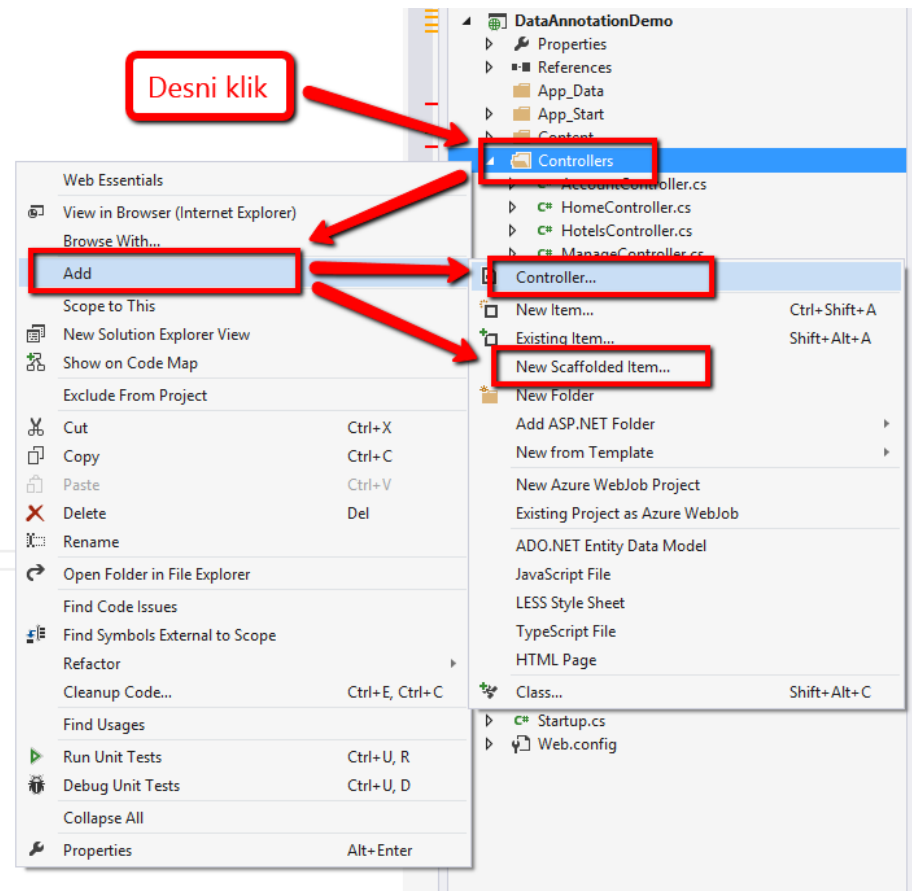 DataAnnotationDemo
Properties
References
App_Data
App_Start
Content
Controllers
AccountController.cs
HomeController.cs
HotelsController.cs
ManageController.cs
Desni klik
Web Essentials
View in Browser (Internet Explorer)
Browse With...
Add
Scope to This
New Solution Explorer View
Show on Code Map
Exclude From Project
Cut Ctrl+X
Copy Ctrl+C
Paste Ctrl+V
Delete Del
Rename
Open Folder in File Explorer
Find Code Issues
Find Symbols External to Scope
Refactor
Cleanup Code... Ctrl+E, Ctrl+C
Find Usages
Run Unit Tests Ctrl+U, R
Debug Unit Tests Ctrl+U, D
Collapse All
Properties Alt+Enter
Controller...
New Item... Ctrl+Shift+A
Existing Item... Shift+Alt+A
New Scaffolded Item...
New Folder
Add ASP.NET Folder
New from Template
New Azure WebJob Project
Existing Project as Azure WebJob
ADO.NET Entity Data Model
JavaScript File
LESS Style Sheet
TypeScript File
HTML Page
Class... Shift+Alt+C
Startup.cs
Web.config